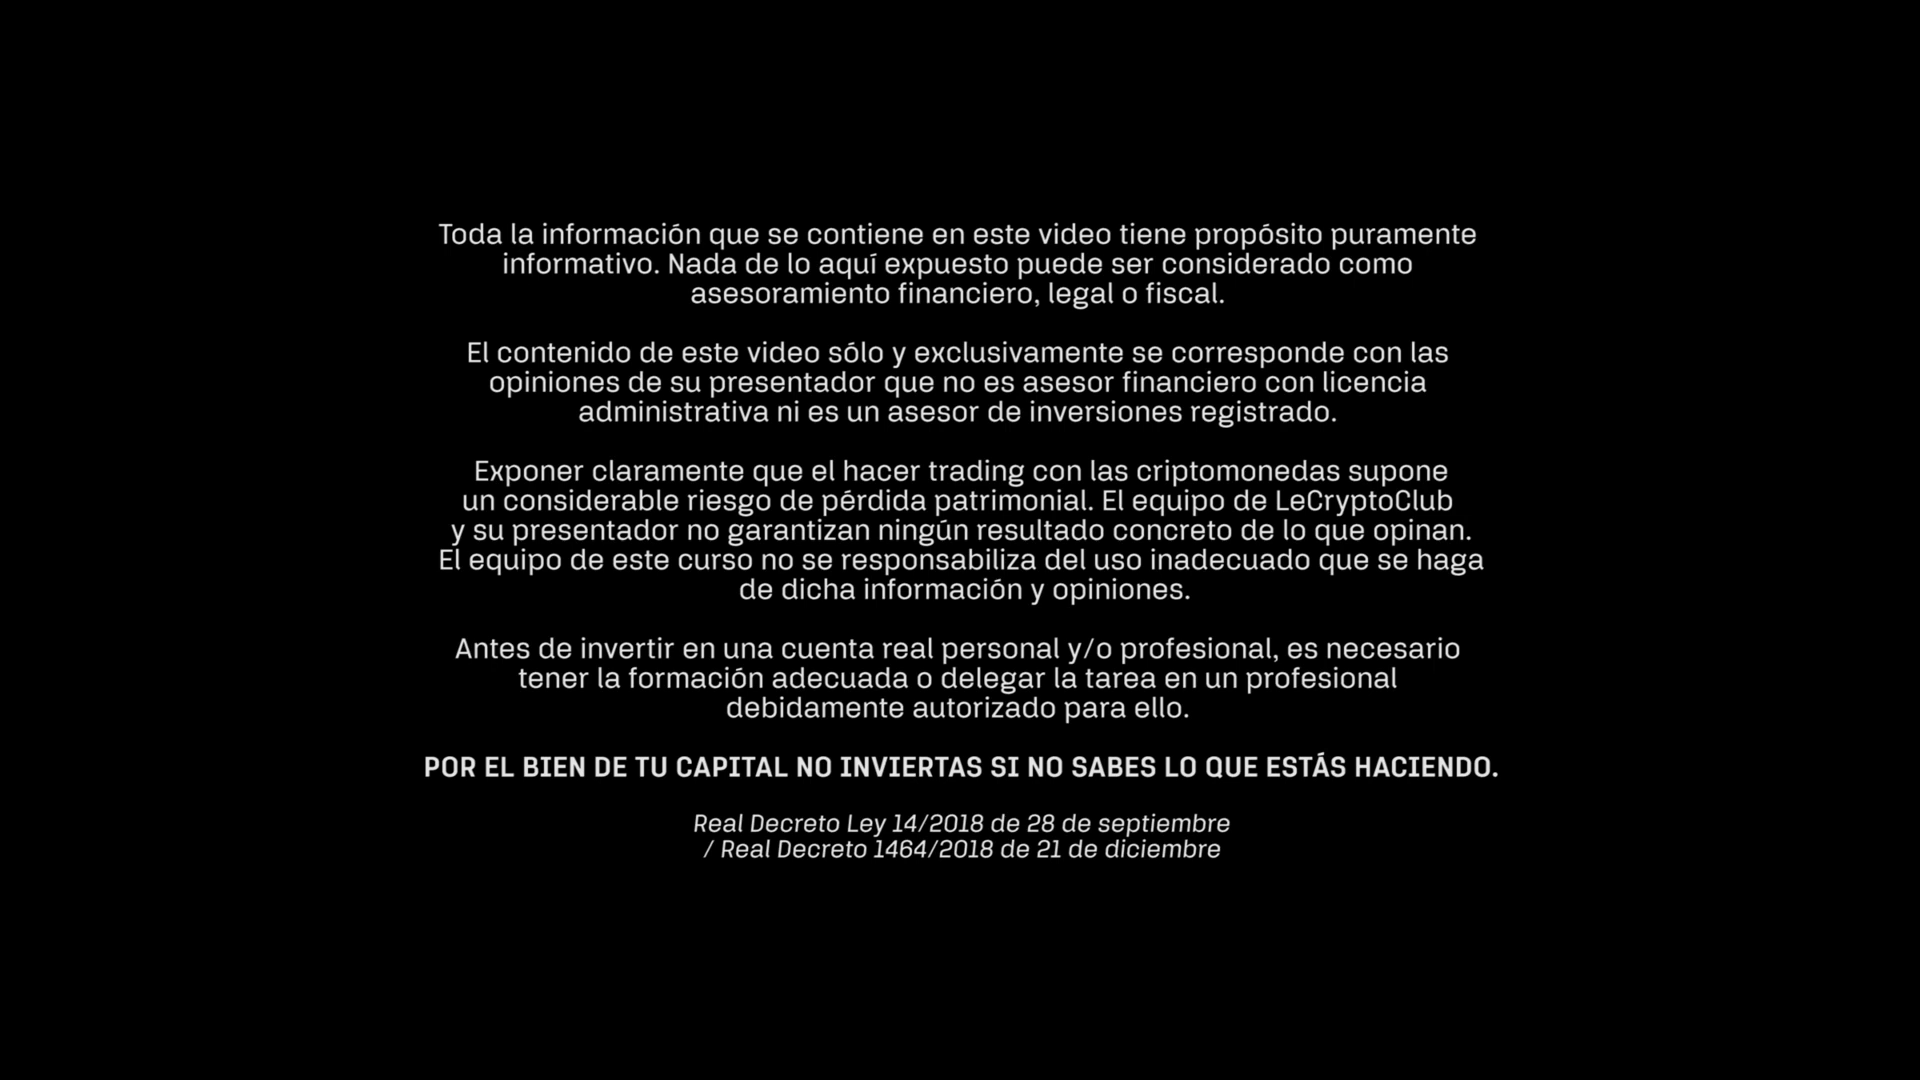 Toda la información que se contiene en este video tiene propósito puramente
informativo. Nada de lo aquí expuesto puede ser considerado como
asesoramiento financiero, legal o fiscal.
El contenido de este video sólo y exclusivamente se corresponde con las
opiniones de su presentador que no es asesor financiero con licencia
administrativa ni es un asesor de inversiones registrado.
Exponer claramente que el hacer trading con las criptomonedas supone
un considerable riesgo de pérdida patrimonial. El equipo de LeCryptoClub
y su presentador no garantizan ningún resultado concreto de lo que opinan.
El equipo de este curso no se responsabiliza del uso inadecuado que se haga
de dicha información y opiniones.
Antes de invertir en una cuenta real personal y/o profesional, es necesario
tener la formación adecuada o delegar la tarea en un profesional
debidamente autorizado para ello.
POR EL BIEN DE TU CAPITAL NO INVIERTAS SI NO SABES LO QUE ESTÁS HACIENDO.
Real Decreto Ley 14/2018 de 28 de septiembre
/ Real Decreto 1464/2018 de 21 de diciembre